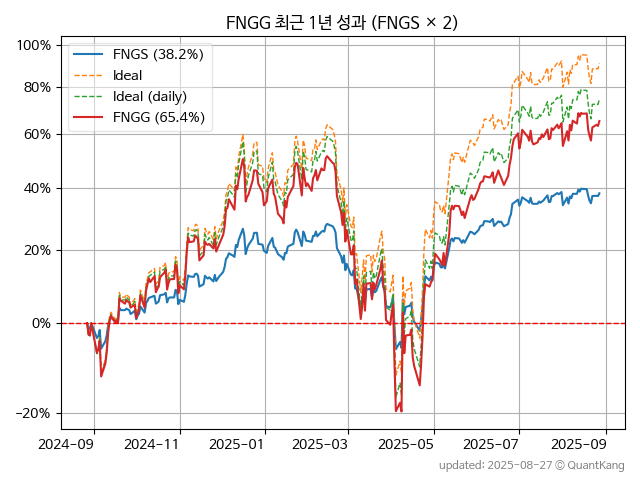 FNGG 최근 1년 성과 (FNGS × 2)
100%
80%
60%
40%
20%
0%
−20%
FNGS (38.2%)
Ideal
Ideal (daily)
FNGG (65.4%)
2024-09 2024-11 2025-01 2025-03 2025-05 2025-07 2025-09
updated: 2025-08-27 © QuantKang